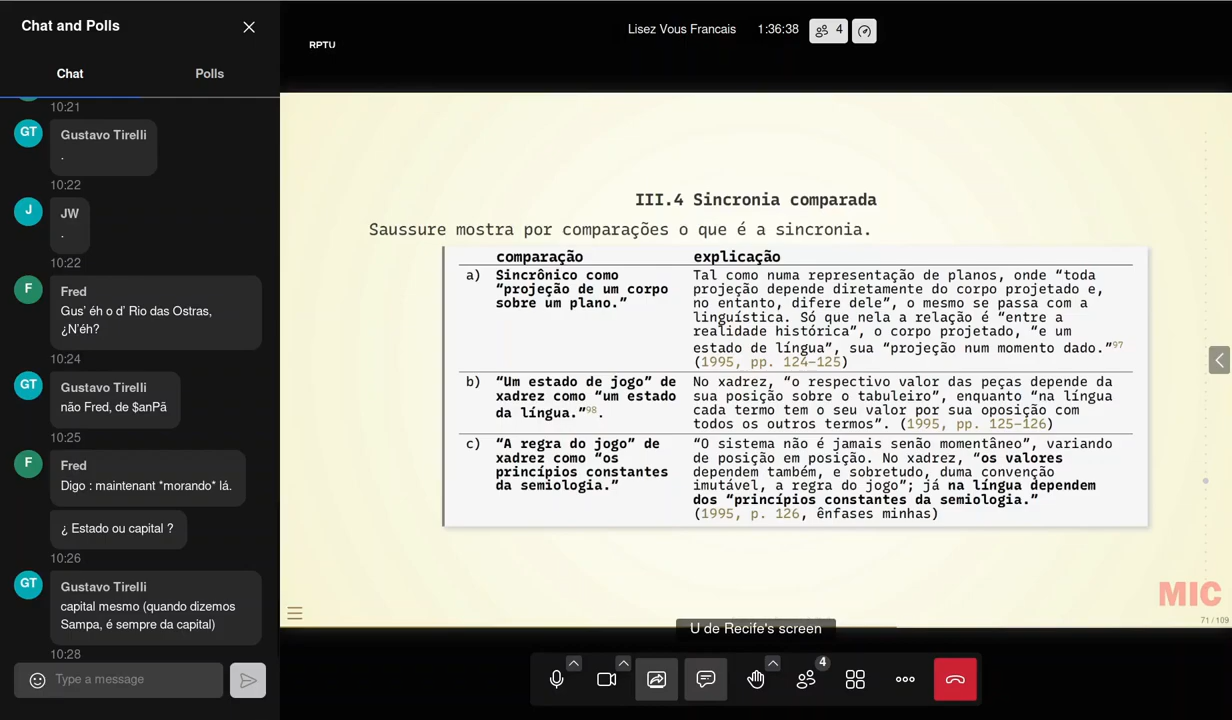 Chat and Polls
Chat
Polls
10:21
GT
Gustavo Tirelli
.
10:22
J
JW
.
10:22
F
Fred
Gus' éh o d' Rio das Ostras,
¿N'éh?
10:24
GT
Gustavo Tirelli
não Fred, de $anPã
10:25
F
Fred
Digo : maintenant *morando* lá.
¿ Estado ou capital ?
10:26
GT
Gustavo Tirelli
capital mesmo (quando dizemos
Sampa, é sempre da capital)
10:28
Type a message
RPTU
Lisez Vous Francais
1:36:38
4
III.4 Sincronia comparada
Saussure mostra por comparações o que é a sincronia.
comparação explicação
a) Sincrônico como
“projeção de um corpo
sobre um plano.”
Tal como numa representação de planos, onde “toda
projeção depende diretamente do corpo projetado e,
no entanto, difere dele”, o mesmo se passa com a
linguística. Só que nela a relação é “entre a
realidade histórica”, o corpo projetado, “e um
estado de língua”, sua “projeção num momento dado.”97
(1995, pp. 124–125)
b) “Um estado de jogo” de
xadrez como “um estado
da língua.”98.
No xadrez, “o respectivo valor das peças depende da
sua posição sobre o tabuleiro”, enquanto “na língua
cada termo tem o seu valor por sua oposição com
todos os outros termos”. (1995, pp. 125–126)
c) “A regra do jogo” de
xadrez como “os
princípios constantes
da semiologia.”
“O sistema não é jamais senão momentâneo”, variando
de posição em posição. No xadrez, “os valores
dependem também, e sobretudo, duma convenção
imutável, a regra do jogo”; já na língua dependem
dos “princípios constantes da semiologia.”
(1995, p. 126, ênfases minhas)
MIC
71 / 109
U de Recife's screen
4